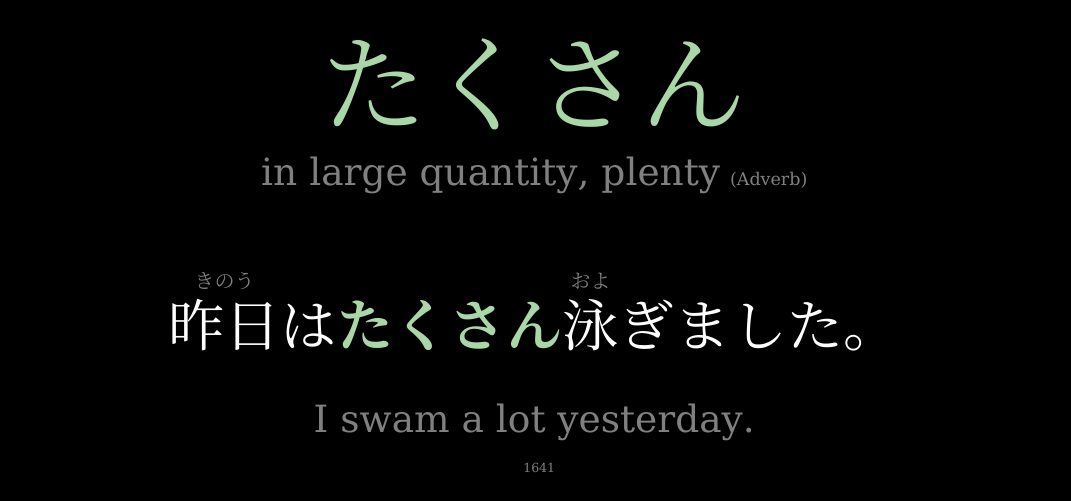 たくさん
in large quantity, plenty (Adverb)
きのう およ
昨日はたくさん泳ぎました。
I swam a lot yesterday.
1641